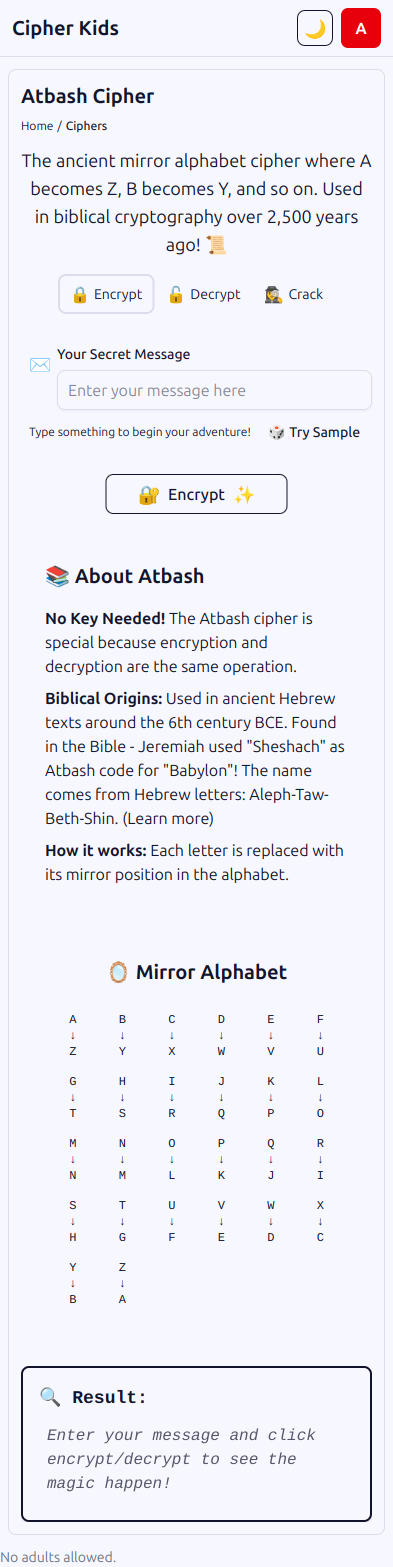 Cipher Kids 🌙 A
Atbash Cipher
Home / Ciphers
The ancient mirror alphabet cipher where A
becomes Z, B becomes Y, and so on. Used
in biblical cryptography over 2,500 years
ago! 📜
🔒 Encrypt 🔓 Decrypt 🕵️ Crack
✉️ Your Secret Message
Enter your message here
Type something to begin your adventure! 🎲 Try Sample
🔐 Encrypt ✨
📚 About Atbash
No Key Needed! The Atbash cipher is
special because encryption and
decryption are the same operation.
Biblical Origins: Used in ancient Hebrew
texts around the 6th century BCE. Found
in the Bible - Jeremiah used "Sheshach" as
Atbash code for "Babylon"! The name
comes from Hebrew letters: Aleph-Taw-
Beth-Shin. (Learn more)
How it works: Each letter is replaced with
its mirror position in the alphabet.
🪞 Mirror Alphabet
A B C D E F
↓ ↓ ↓ ↓ ↓ ↓
Z Y X W V U
G H I J K L
↓ ↓ ↓ ↓ ↓ ↓
T S R Q P O
M N O P Q R
↓ ↓ ↓ ↓ ↓ ↓
N M L K J I
S T U V W X
↓ ↓ ↓ ↓ ↓ ↓
H G F E D C
Y Z
↓ ↓
B A
🔍 Result:
Enter your message and click
encrypt/decrypt to see the
magic happen!
No adults allowed.